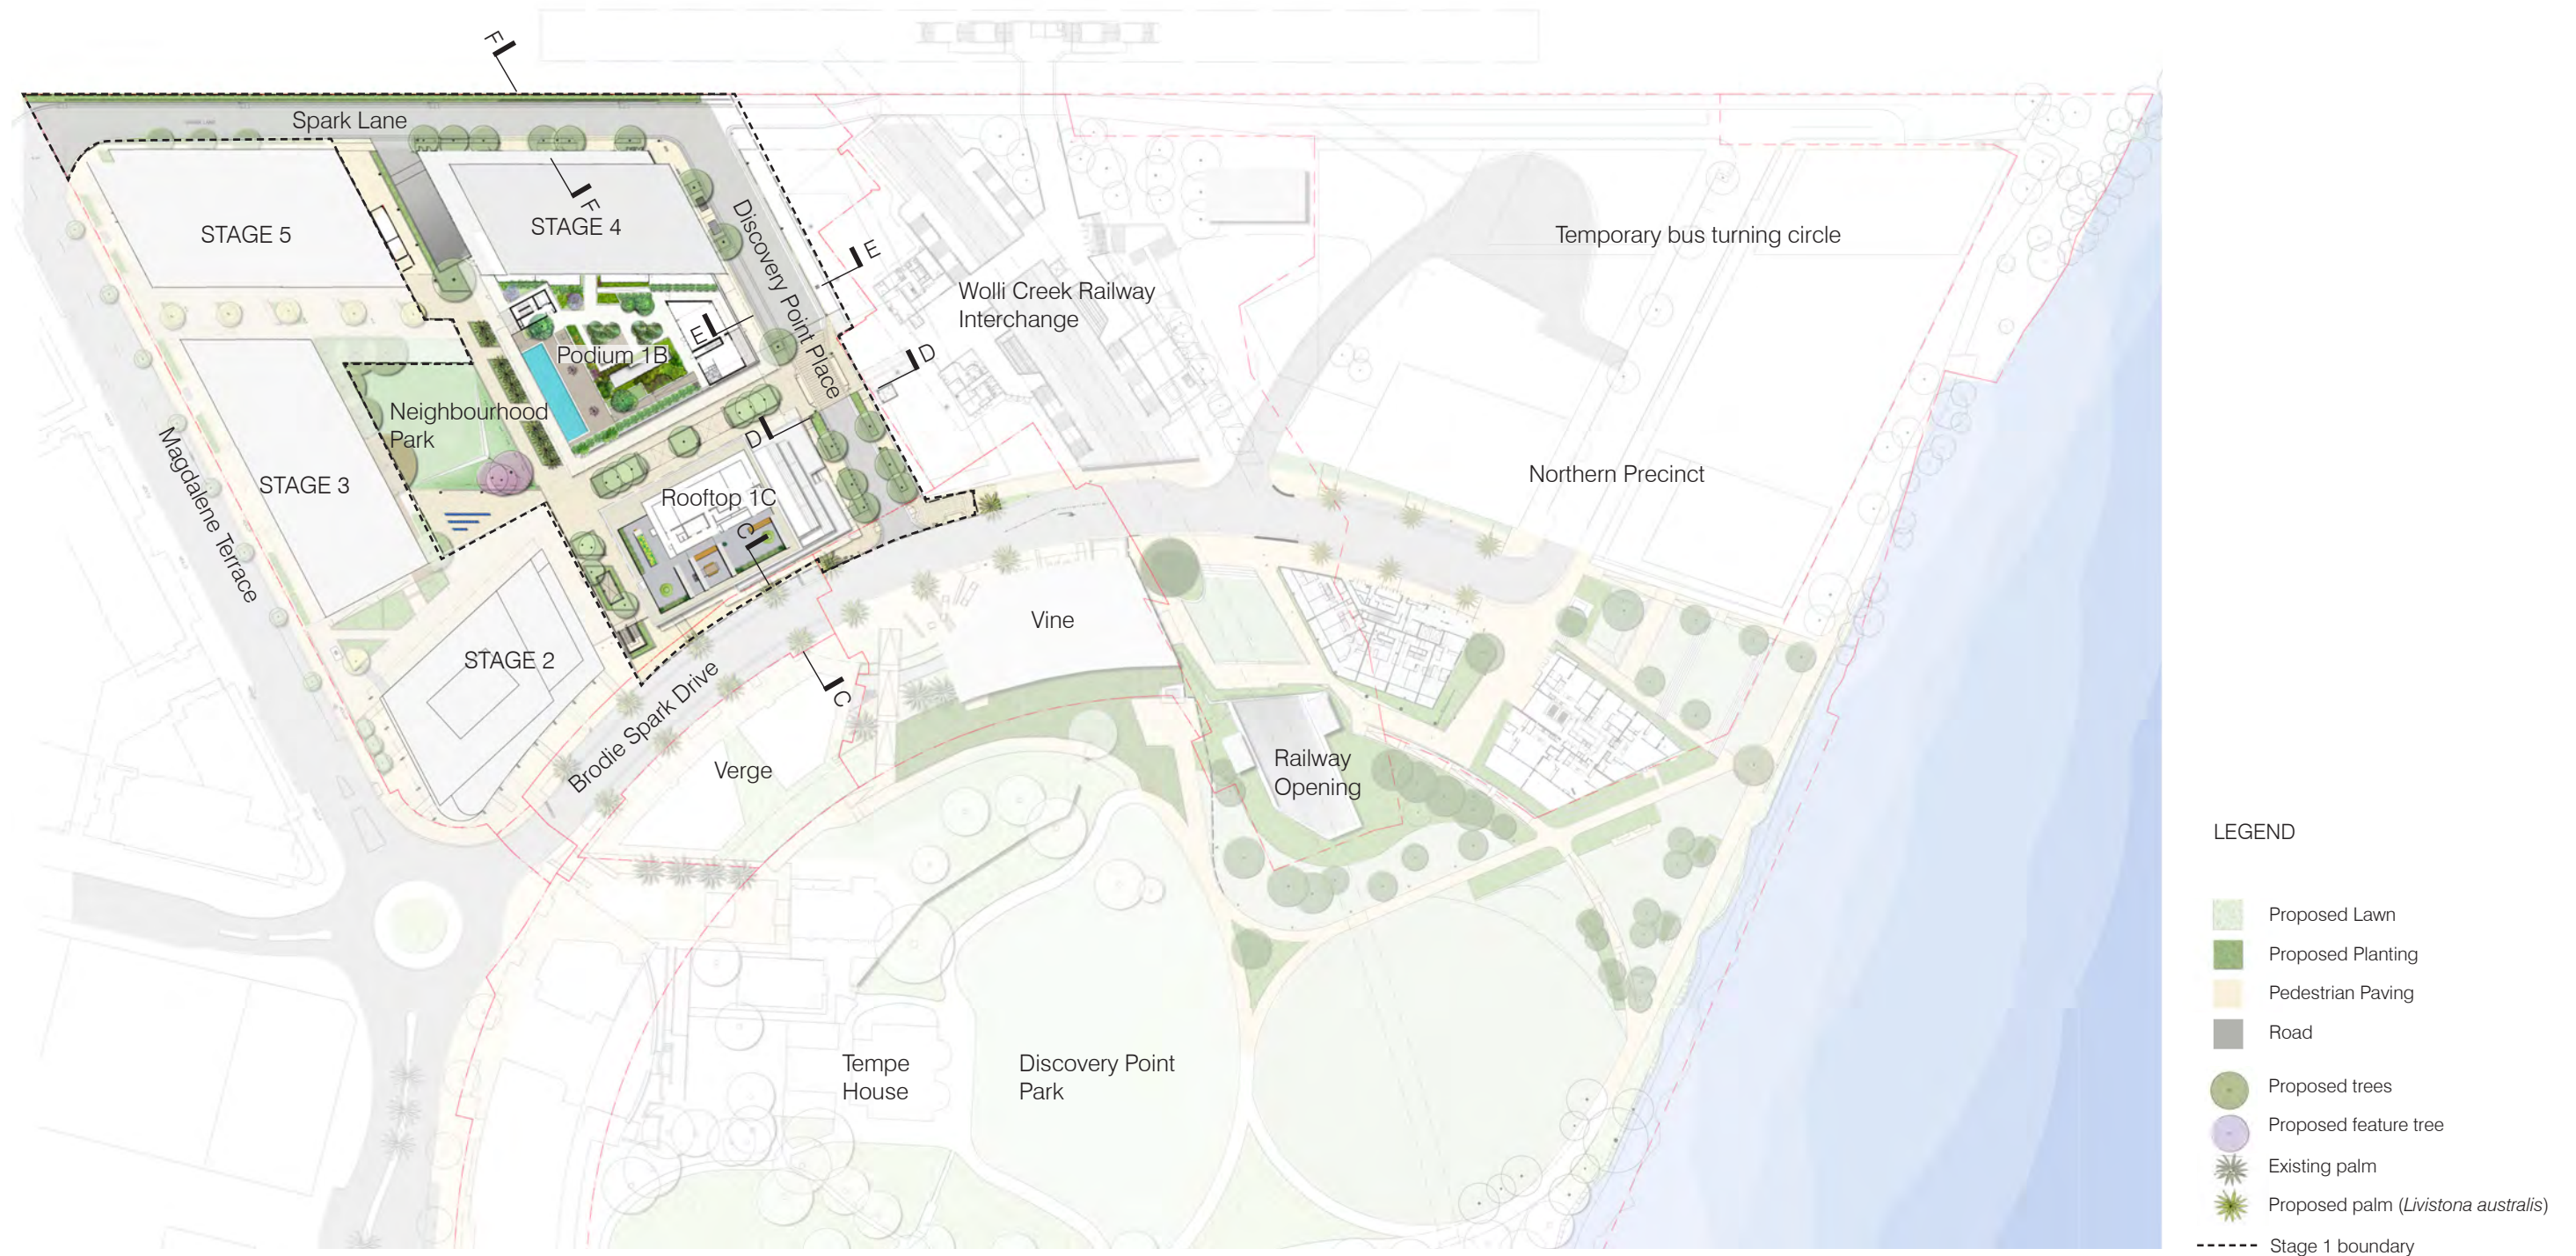 F
Spark Lane
F
STAGE 5
STAGE 4
Discovery Point Place
E
E
Temporary bus turning circle
Wolli Creek Railway
Interchange
Podium 1B
D
D
Neighbourhood
Park
Magdalene Terrace
STAGE 3
Rooftop 1C
C
Northern Precinct
Vine
STAGE 2
C
Brodie Spark Drive
Verge
Railway
Opening
Tempe
House
Discovery Point
Park
LEGEND
Proposed Lawn
Proposed Planting
Pedestrian Paving
Road
Proposed trees
Proposed feature tree
Existing palm
Proposed palm (Livistona australis)
Stage 1 boundary